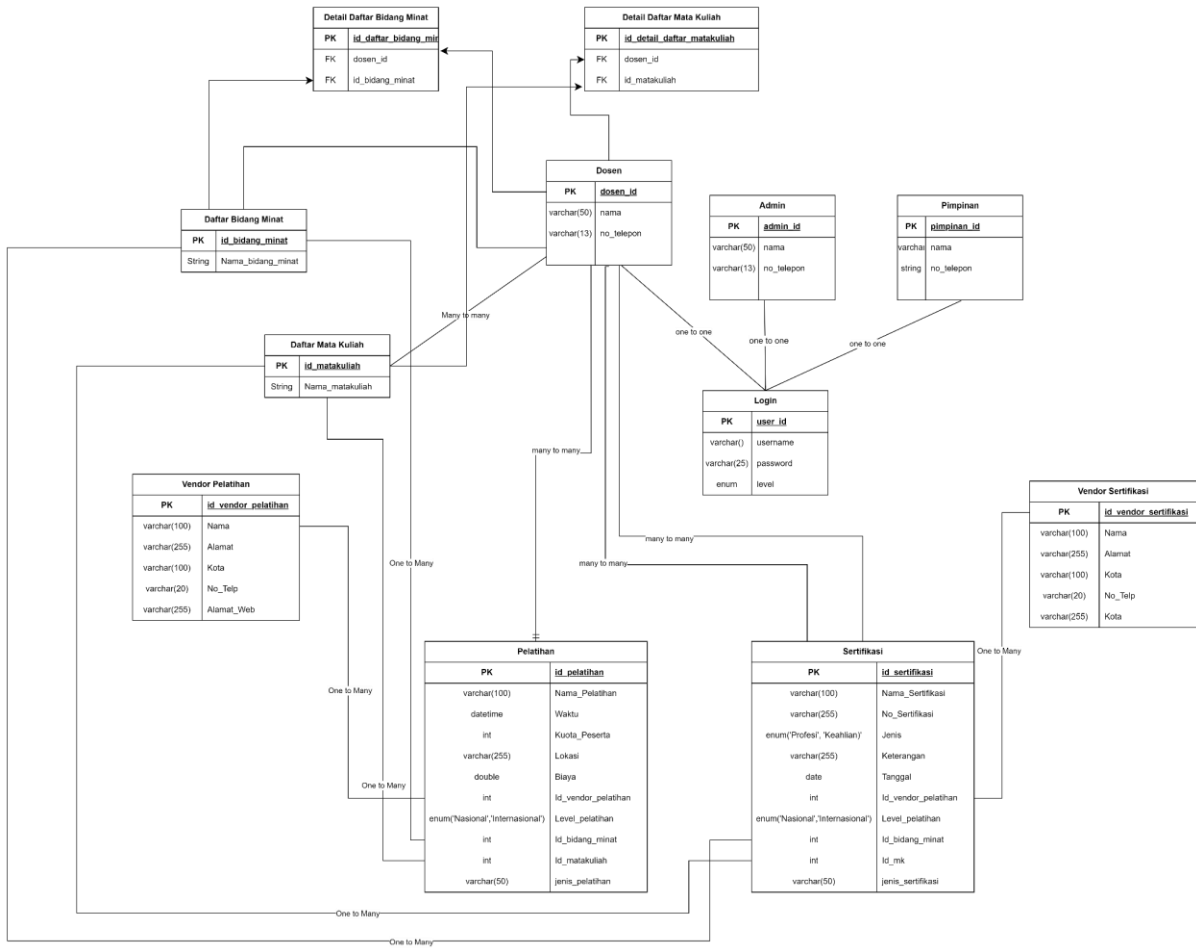 Detail Daftar Bidang Minat
PK id_daftar_bidang_min
FK dosen_id
FK id_bidang_minat
Detail Daftar Mata Kuliah
PK id_detail_daftar_matakuliah
FK dosen_id
FK id_matakuliah
Dosen
PK dosen_id
varchar(50) nama
varchar(13) no_telepon
Admin
PK admin_id
varchar(50) nama
varchar(13) no_telepon
Pimpinan
PK pimpinan_id
varchar nama
string no_telepon
Daftar Bidang Minat
PK id_bidang_minat
String Nama_bidang_minat
Many to many
one to one
one to one
one to one
Daftar Mata Kuliah
PK id_matakuliah
String Nama_matakuliah
Login
PK user_id
varchar() username
varchar(25) password
enum level
many to many
many to many
many to many
One to Many
Vendor Pelatihan
PK id_vendor_pelatihan
varchar(100) Nama
varchar(255) Alamat
varchar(100) Kota
varchar(20) No_Telp
varchar(255) Alamat_Web
Vendor Sertifikasi
PK id_vendor_sertifikasi
varchar(100) Nama
varchar(255) Alamat
varchar(100) Kota
varchar(20) No_Telp
varchar(255) Kota
One to Many
One to Many
One to Many
Pelatihan
PK id_pelatihan
varchar(100) Nama_Pelatihan
datetime Waktu
int Kuota_Peserta
varchar(255) Lokasi
double Biaya
int Id_vendor_pelatihan
enum('Nasional','Internasional') Level_pelatihan
int Id_bidang_minat
int Id_matakuliah
varchar(50) jenis_pelatihan
Sertifikasi
PK id_sertifikasi
varchar(100) Nama_Sertifikasi
varchar(255) No_Sertifikasi
enum('Profesi', 'Keahlian)' Jenis
varchar(255) Keterangan
date Tanggal
int Id_vendor_pelatihan
enum('Nasional','Internasional') Level_pelatihan
int Id_bidang_minat
int Id_mk
varchar(50) jenis_sertifikasi
One to Many
One to Many